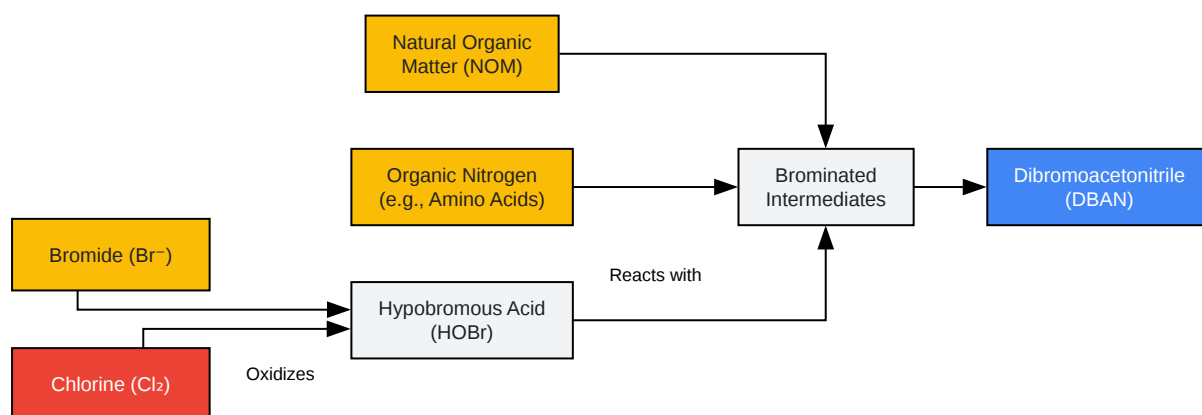 Natural Organic
Matter (NOM)
Organic Nitrogen
(e.g., Amino Acids)
Brominated
Intermediates
Dibromoacetonitrile
(DBAN)
Bromide (Br⁻)
Reacts with
Hypobromous Acid
(HOBr)
Chlorine (Cl₂)
Oxidizes